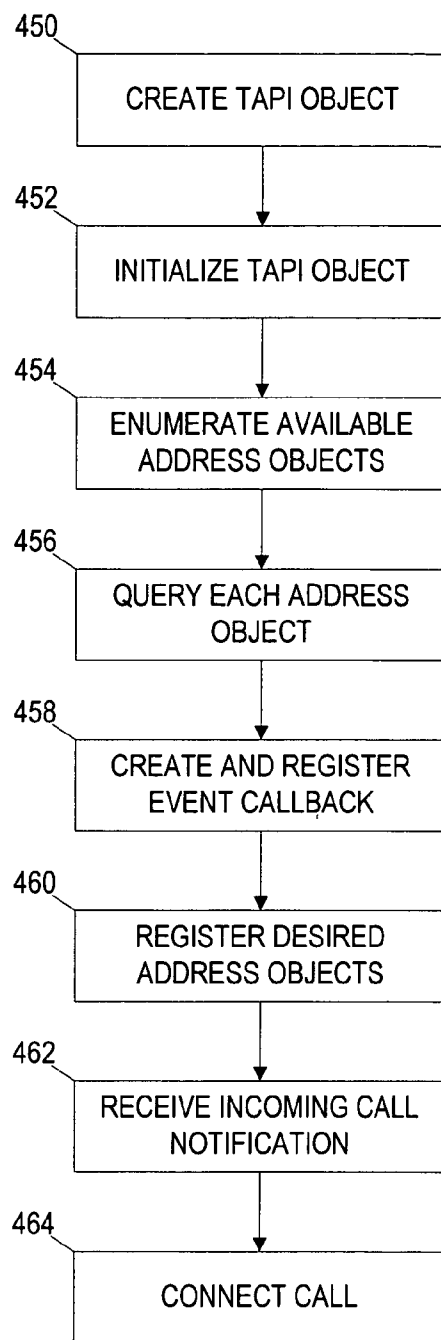 450
CREATE TAPI OBJECT
452
INITIALIZE TAPI OBJECT
454
ENUMERATE AVAILABLE
ADDRESS OBJECTS
456
QUERY EACH ADDRESS
OBJECT
458
CREATE AND REGISTER
EVENT CALLBACK
460
REGISTER DESIRED
ADDRESS OBJECTS
462
RECEIVE INCOMING CALL
NOTIFICATION
464
CONNECT CALL